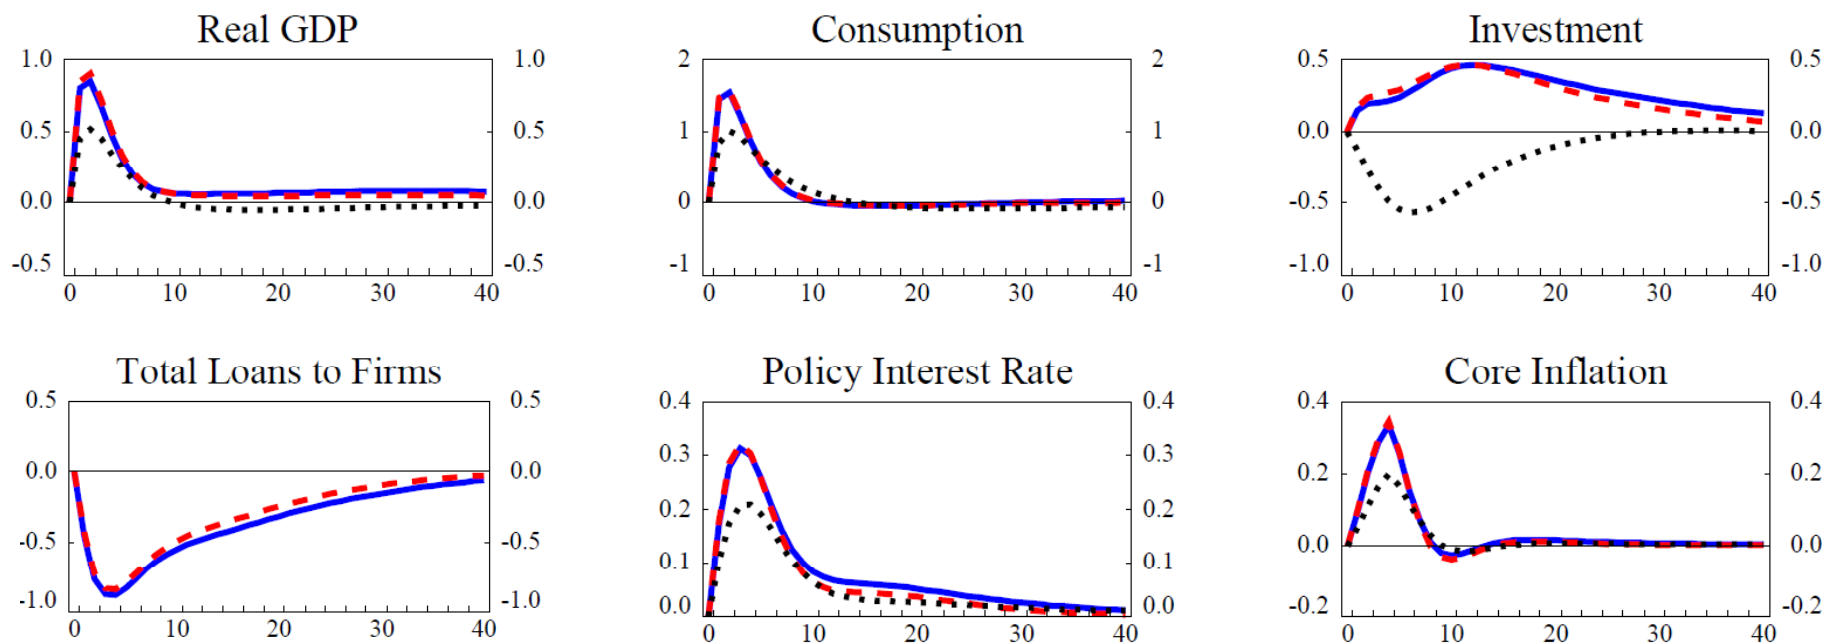 Real GDP
1.0 1.0
0.5 0.5
0.0 0.0
-0.5 -0.5
0 10 20 30 40
Consumption
2 2
1 1
0 0
-1 -1
0 10 20 30 40
Investment
0.5 0.5
0.0 0.0
-0.5 -0.5
-1.0 -1.0
0 10 20 30 40
Total Loans to Firms
0.5 0.5
0.0 0.0
-0.5 -0.5
-1.0 -1.0
0 10 20 30 40
Policy Interest Rate
0.4 0.4
0.3 0.3
0.2 0.2
0.1 0.1
0.0 0.0
0 10 20 30 40
Core Inflation
0.4 0.4
0.2 0.2
0.0 0.0
-0.2 -0.2
0 10 20 30 40